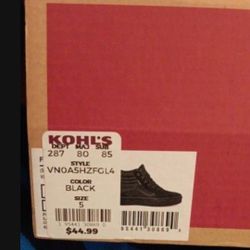 KOHL'S
DEPT MAJ SUB
287 80 85
STYLE
VN0A5HZFGL4
COLOR
BLACK
SIZE
5
$44.99